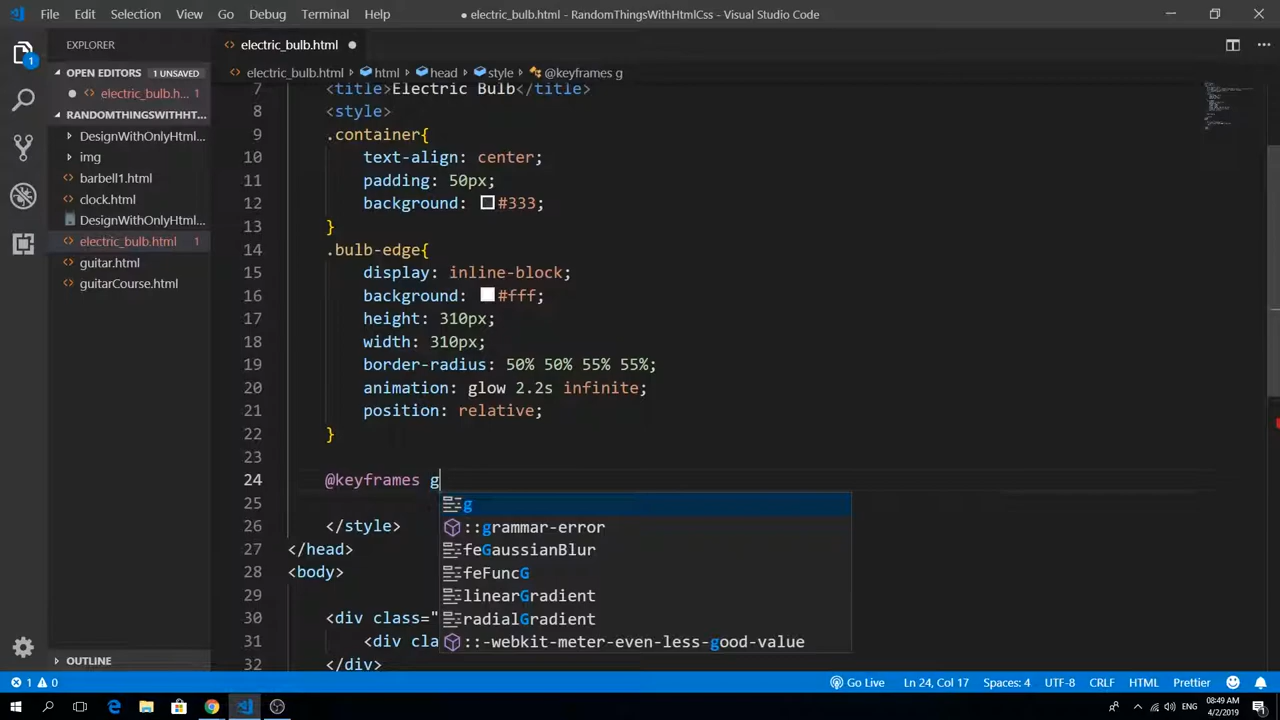 File Edit Selection View Go Debug Terminal Help
● electric_bulb.html - RandomThingsWithHtmlCss - Visual Studio Code
EXPLORER
electric_bulb.html ●
OPEN EDITORS 1 UNSAVED
electric_bulb.html › html › head › style › @keyframes g
● electric_b... 1
RANDOMTHINGSWITHHT...
DesignWithOnlyHtml...
img
barbell1.html
clock.html
DesignWithOnlyHtml...
electric_bulb.html 1
guitar.html
guitarCourse.html
OUTLINE
7 <title>Electric Bulb</title>
8 <style>
9 .container{
10 text-align: center;
11 padding: 50px;
12 background: #333;
13 }
14 .bulb-edge{
15 display: inline-block;
16 background: #fff;
17 height: 310px;
18 width: 310px;
19 border-radius: 50% 50% 55% 55%;
20 animation: glow 2.2s infinite;
21 position: relative;
22 }
23
24 @keyframes g
25
26 </style>
27 </head>
28 <body>
29
30 <div class="
31 <div cla
32 </div>
g
::grammar-error
feGaussianBlur
feFuncG
linearGradient
radialGradient
::-webkit-meter-even-less-good-value
1 0
Go Live Ln 24, Col 17 Spaces: 4 UTF-8 CRLF HTML Prettier
ENG
08:49 AM
4/2/2019